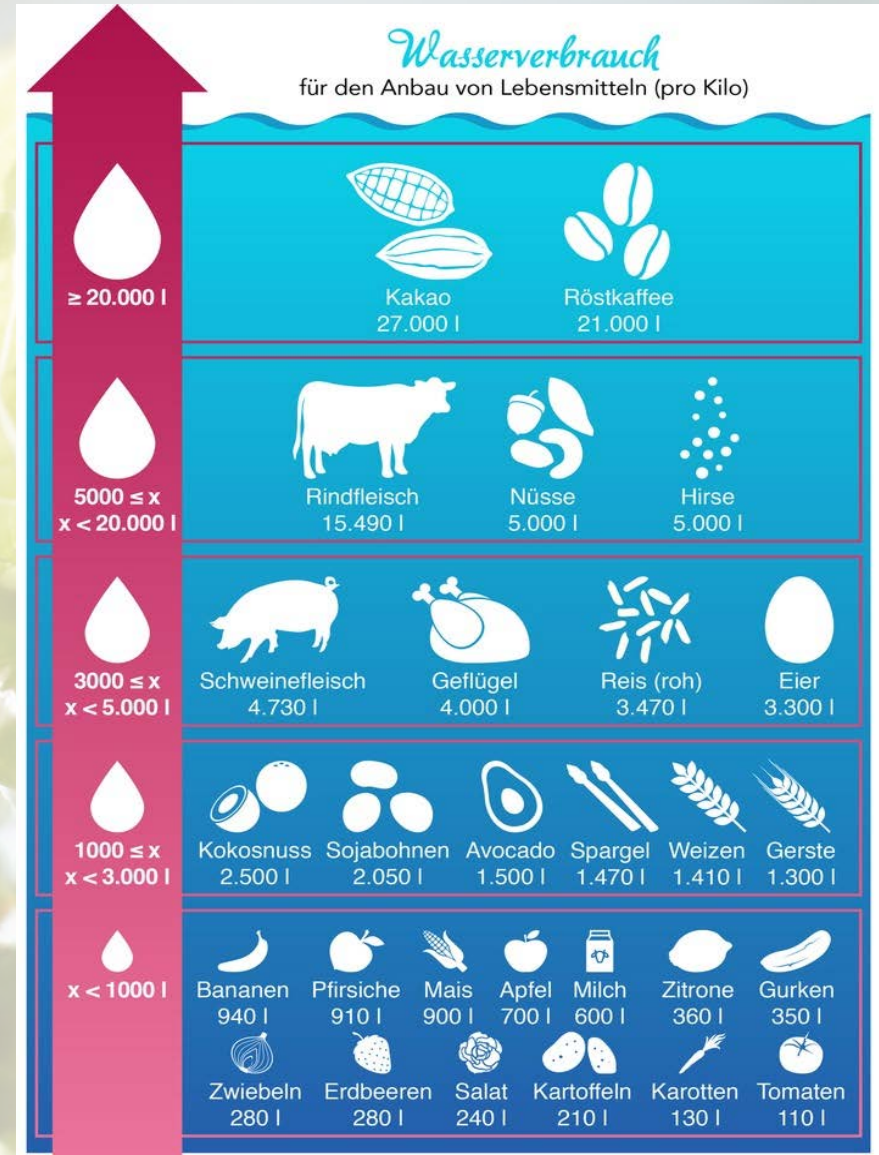 Wasserverbrauch
für den Anbau von Lebensmitteln (pro Kilo)
≥ 20.000 l
Kakao
27.000 l
Röstkaffee
21.000 l
5000 ≤ x
x < 20.000 l
Rindfleisch
15.490 l
Nüsse
5.000 l
Hirse
5.000 l
3000 ≤ x
x < 5.000 l
Schweinefleisch
4.730 l
Geflügel
4.000 l
Reis (roh)
3.470 l
Eier
3.300 l
1000 ≤ x
x < 3.000 l
Kokosnuss
2.500 l
Sojabohnen
2.050 l
Avocado
1.500 l
Spargel
1.470 l
Weizen
1.410 l
Gerste
1.300 l
x < 1000 l
Bananen
940 l
Pfirsiche
910 l
Mais
900 l
Apfel
700 l
Milch
600 l
Zitrone
360 l
Gurken
350 l
Zwiebeln
280 l
Erdbeeren
280 l
Salat
240 l
Kartoffeln
210 l
Karotten
130 l
Tomaten
110 l